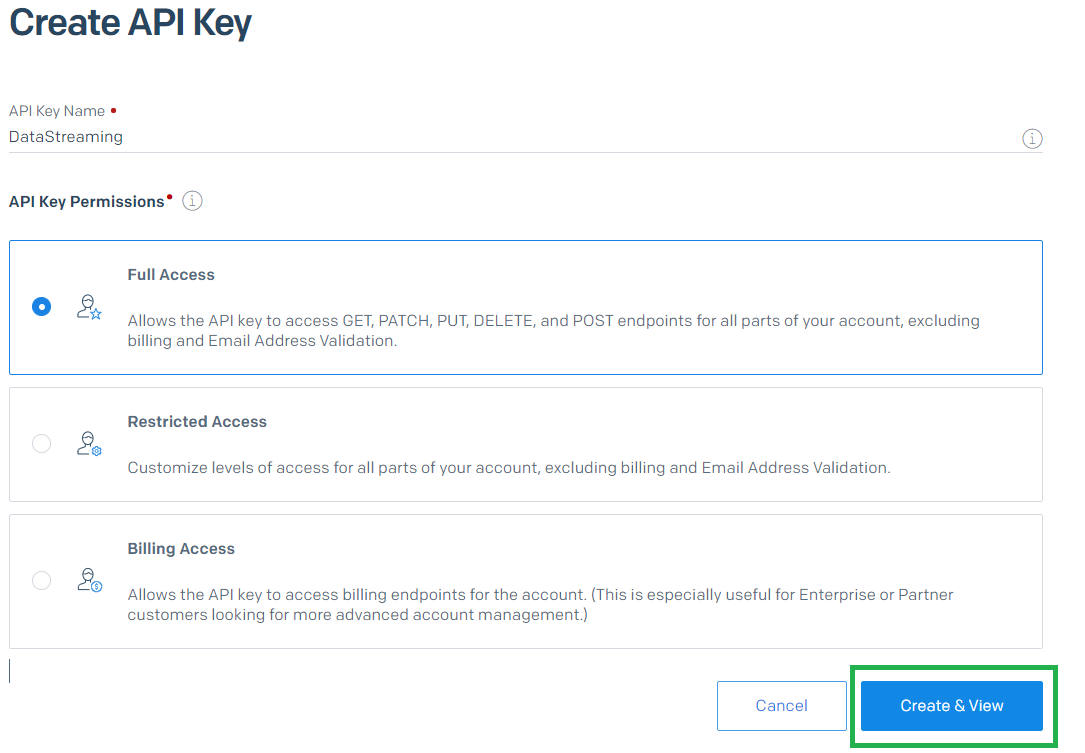 Create API Key
API Key Name
DataStreaming
API Key Permissions
Full Access
Allows the API key to access GET, PATCH, PUT, DELETE, and POST endpoints for all parts of your account, excluding
billing and Email Address Validation.
Restricted Access
Customize levels of access for all parts of your account, excluding billing and Email Address Validation.
Billing Access
Allows the API key to access billing endpoints for the account. (This is especially useful for Enterprise or Partner
customers looking for more advanced account management.)
Cancel
Create & View